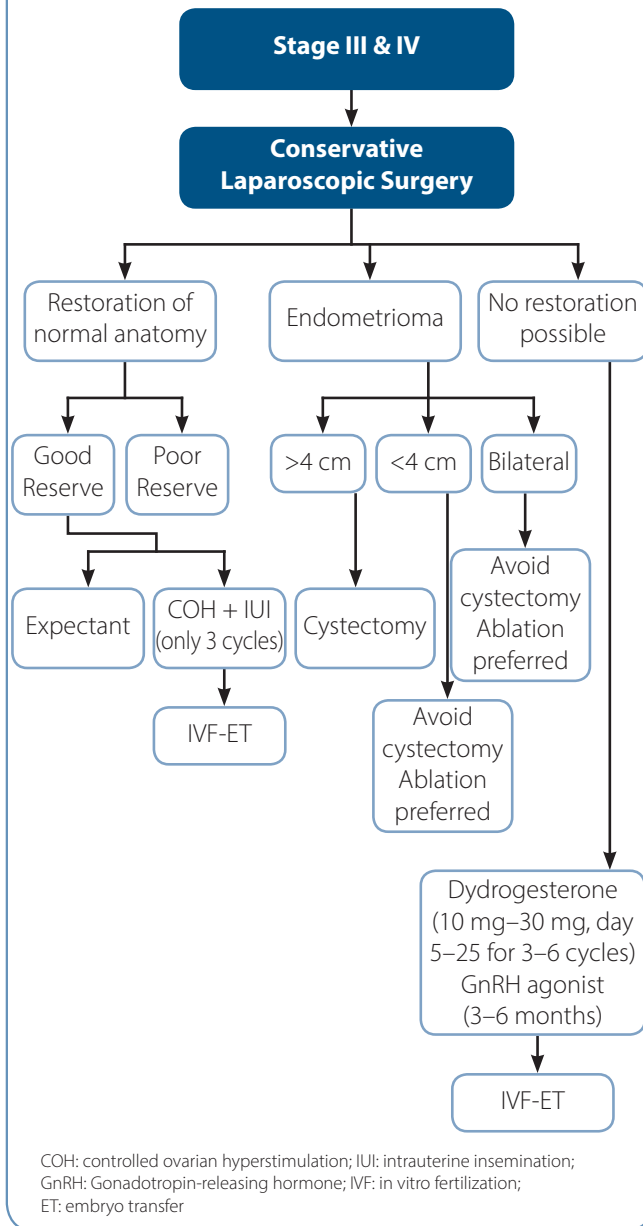 Stage III & IV
Conservative
Laparoscopic Surgery
Restoration of
normal anatomy
Endometrioma
No restoration
possible
Good
Reserve
Poor
Reserve
>4 cm
<4 cm
Bilateral
Expectant
COH + IUI
(only 3 cycles)
Cystectomy
Avoid
cystectomy
Ablation
preferred
IVF-ET
Avoid
cystectomy
Ablation
preferred
Dydrogesterone
(10 mg–30 mg, day
5–25 for 3–6 cycles)
GnRH agonist
(3–6 months)
IVF-ET
COH: controlled ovarian hyperstimulation; IUI: intrauterine insemination;
GnRH: Gonadotropin-releasing hormone; IVF: in vitro fertilization;
ET: embryo transfer